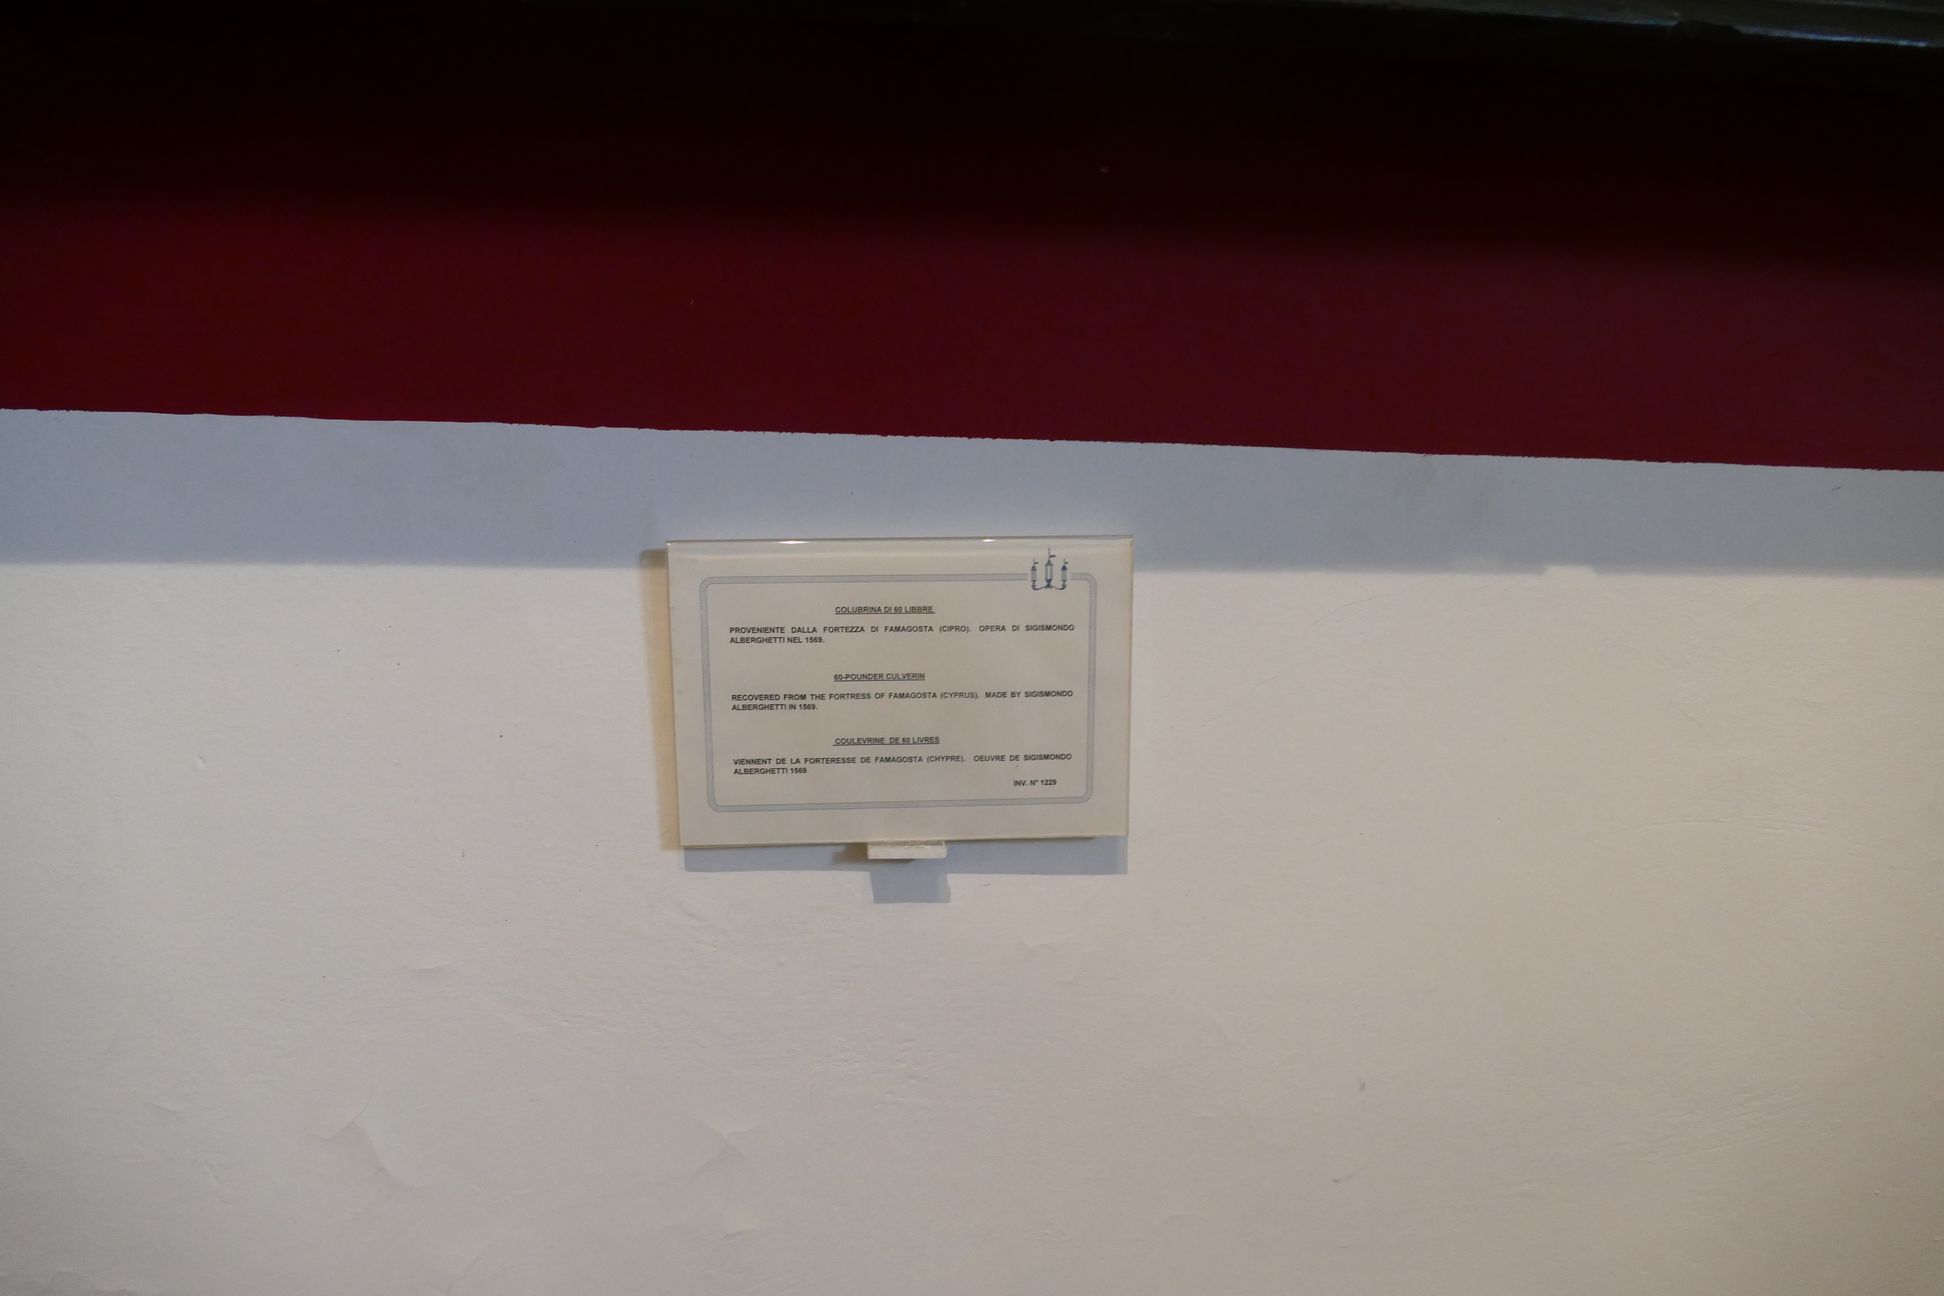 COLUBRINA DI 60 LIBBRE
PROVENIENTE DALLA FORTEZZA DI FAMAGOSTA (CIPRO). OPERA DI SIGISMONDO
ALBERGHETTI NEL 1569.
60-POUNDER CULVERIN
RECOVERED FROM THE FORTRESS OF FAMAGOSTA (CYPRUS). MADE BY SIGISMONDO
ALBERGHETTI IN 1569.
COULEVRINE DE 60 LIVRES
VIENNENT DE LA FORTERESSE DE FAMAGOSTA (CHYPRE). OEUVRE DE SIGISMONDO
ALBERGHETTI 1569
INV. N° 1229